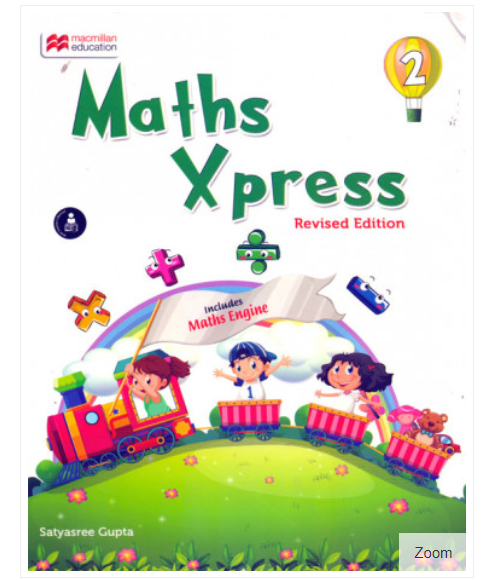 macmillan
education
2
Maths
Xpress
Revised Edition
Includes
Maths Engine
1
Satyasree Gupta
Zoom